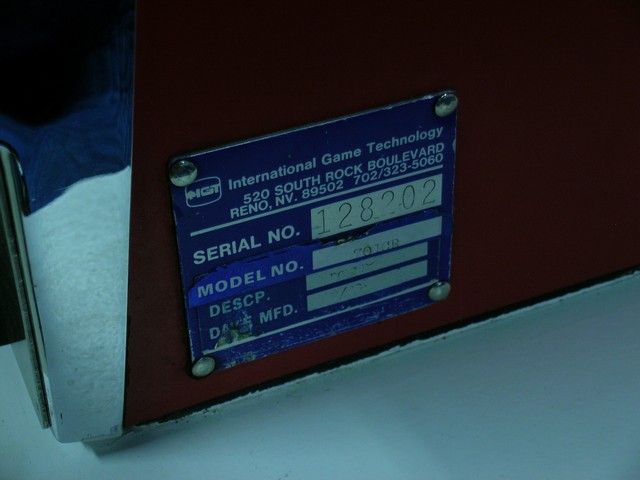 IGT International Game Technology
520 SOUTH ROCK BOULEVARD
RENO, NV. 89502 702/323-5060
SERIAL NO. 128202
MODEL NO.
DESCP.
DATE MFD.